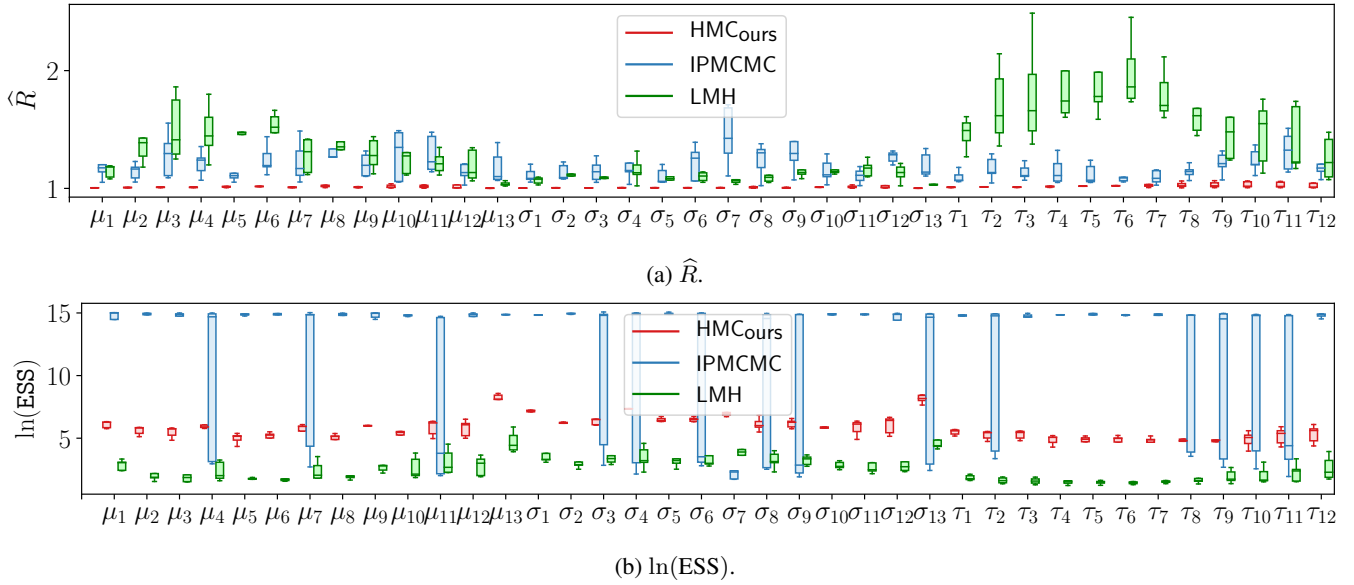 HMC_ours
IPMCMC
LMH
R̂
2
1
μ₁ μ₂ μ₃ μ₄ μ₅ μ₆ μ₇ μ₈ μ₉ μ₁₀ μ₁₁ μ₁₂ μ₁₃ σ₁ σ₂ σ₃ σ₄ σ₅ σ₆ σ₇ σ₈ σ₉ σ₁₀ σ₁₁ σ₁₂ σ₁₃ τ₁ τ₂ τ₃ τ₄ τ₅ τ₆ τ₇ τ₈ τ₉ τ₁₀ τ₁₁ τ₁₂
(a) R̂.
HMC_ours
IPMCMC
LMH
ln(ESS)
15
10
5
μ₁ μ₂ μ₃ μ₄ μ₅ μ₆ μ₇ μ₈ μ₉ μ₁₀ μ₁₁ μ₁₂ μ₁₃ σ₁ σ₂ σ₃ σ₄ σ₅ σ₆ σ₇ σ₈ σ₉ σ₁₀ σ₁₁ σ₁₂ σ₁₃ τ₁ τ₂ τ₃ τ₄ τ₅ τ₆ τ₇ τ₈ τ₉ τ₁₀ τ₁₁ τ₁₂
(b) ln(ESS).